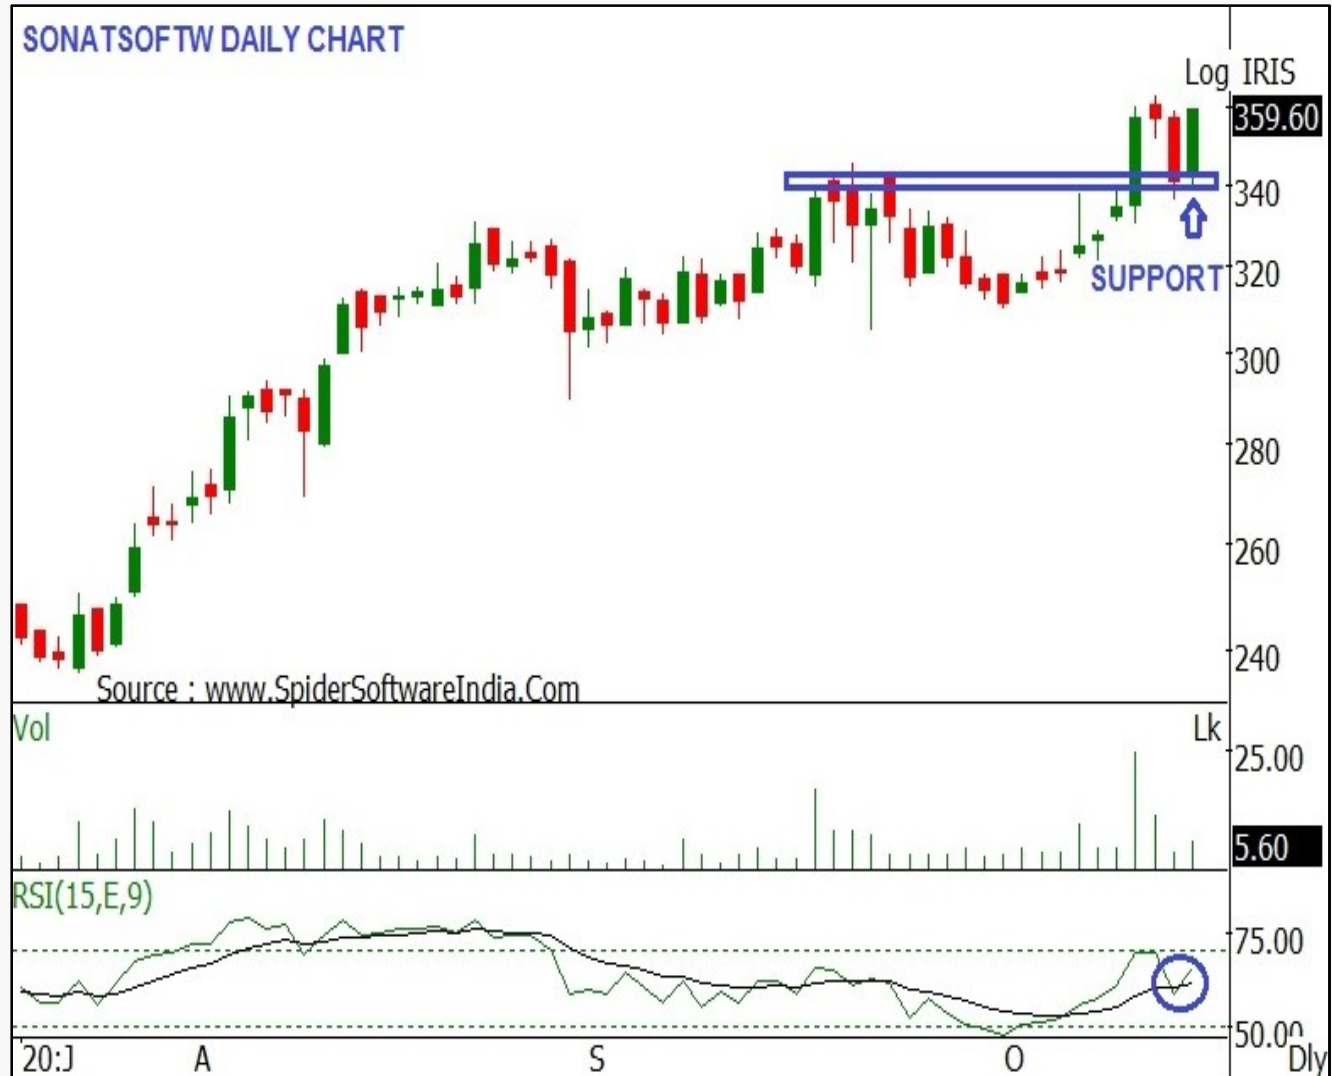 SONATSOFTW DAILY CHART
Log IRIS
359.60
340
SUPPORT
320
300
280
260
240
Source : www.SpiderSoftwareIndia.Com
Vol
Lk
25.00
5.60
RSI(15,E,9)
75.00
50.00
20:J A S O Dly